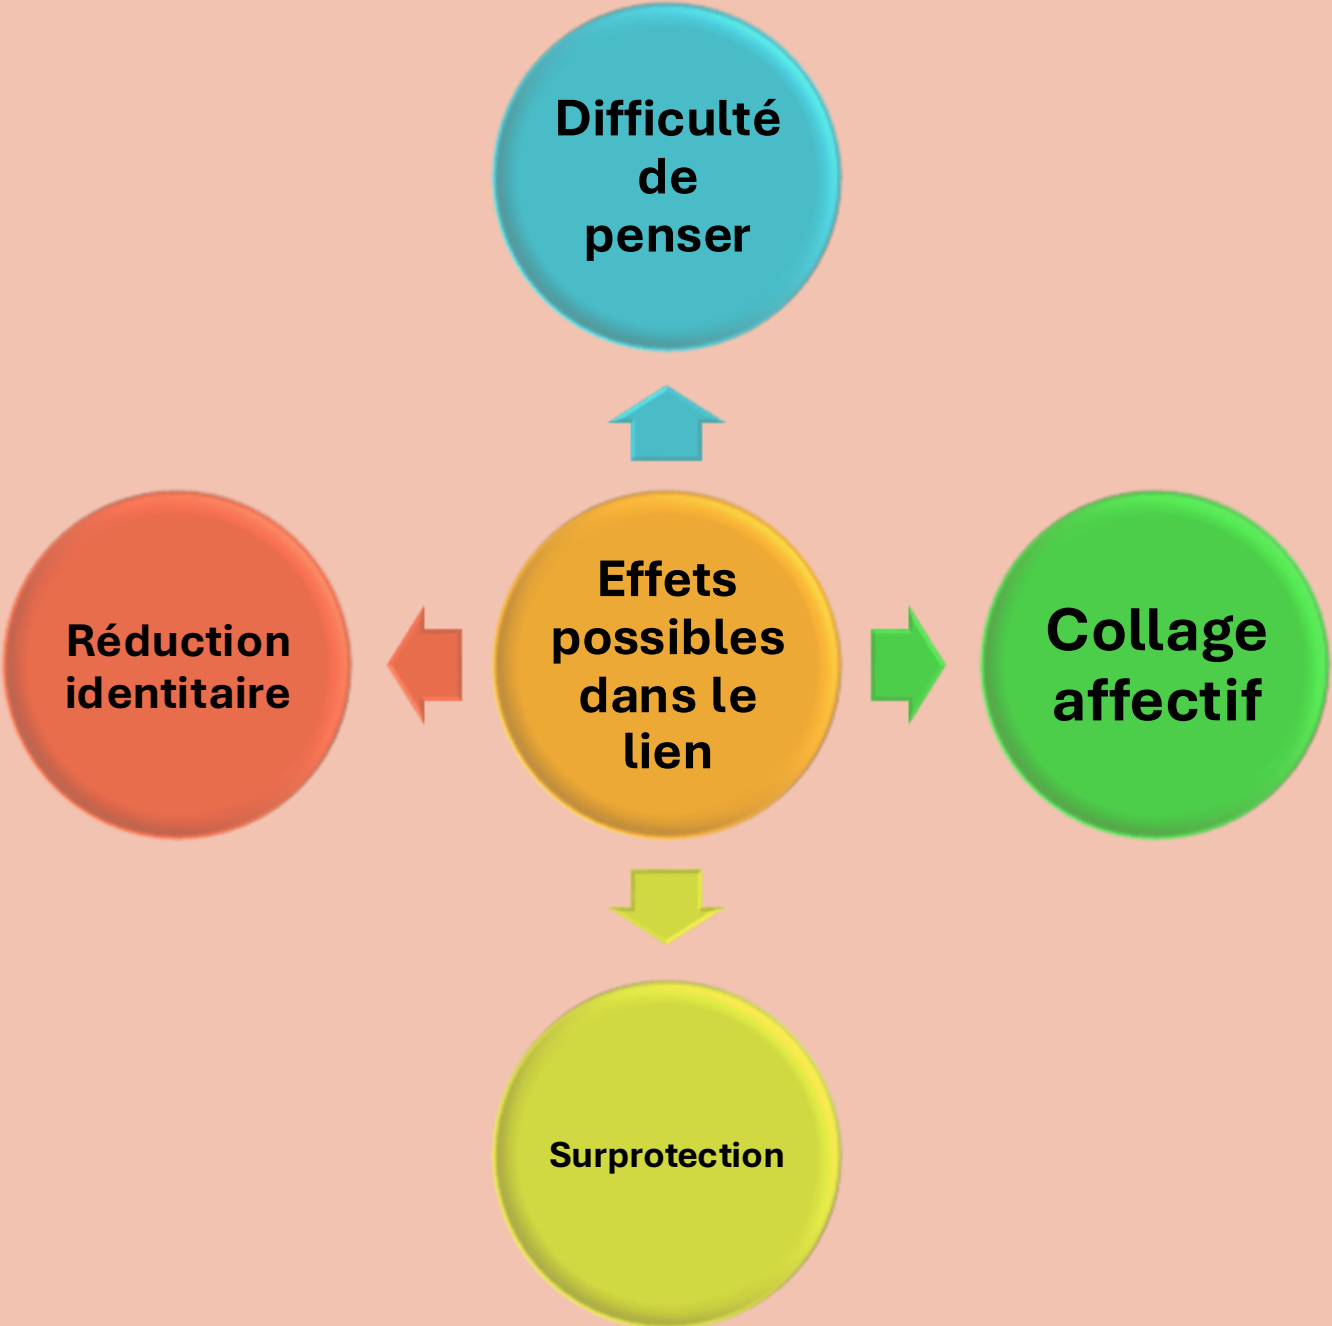 Difficulté
de
penser
Réduction
identitaire
Effets
possibles
dans le
lien
Collage
affectif
Surprotection